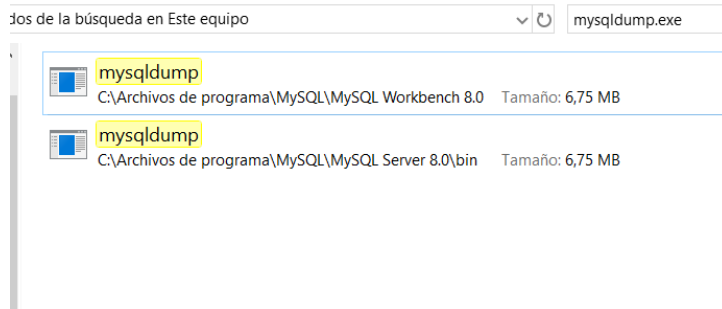 dos de la búsqueda en Este equipo
mysqldump.exe
mysqldump
C:\Archivos de programa\MySQL\MySQL Workbench 8.0 Tamaño: 6,75 MB
mysqldump
C:\Archivos de programa\MySQL\MySQL Server 8.0\bin Tamaño: 6,75 MB